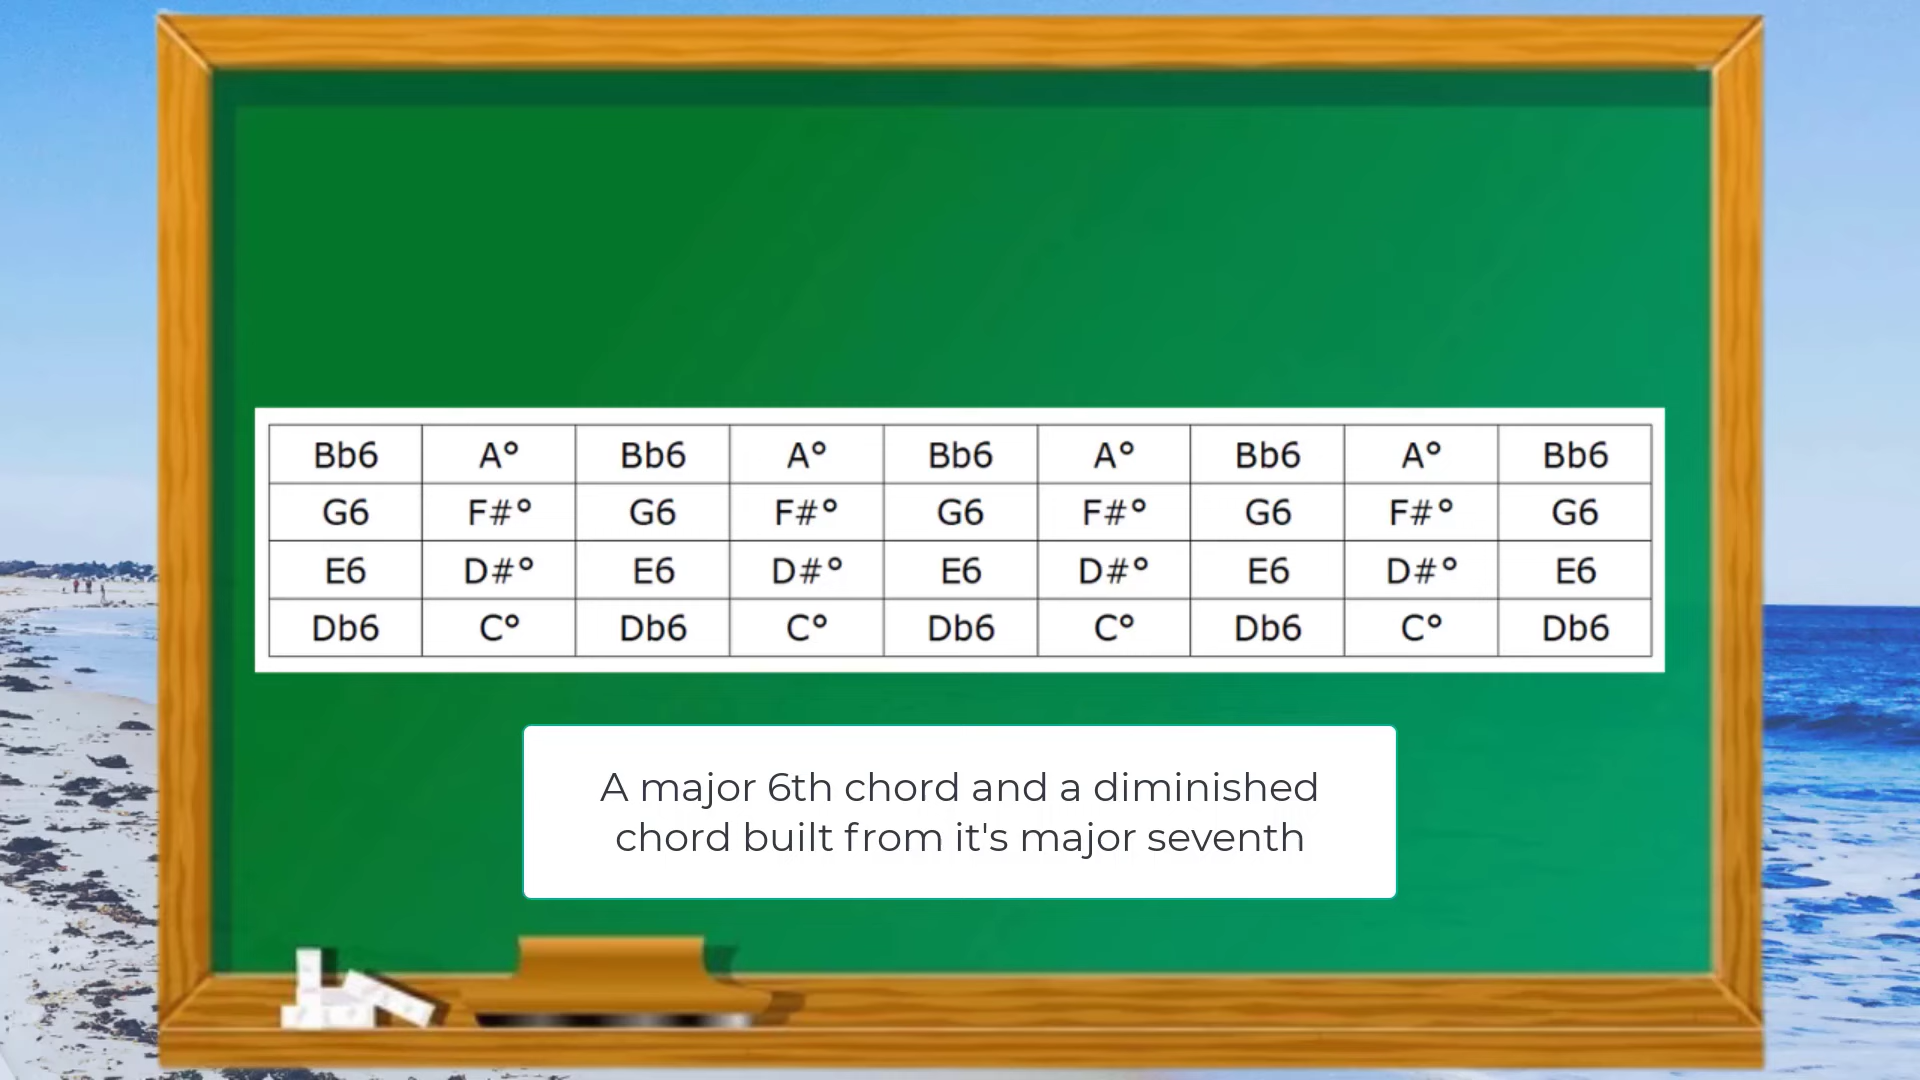 Bb6 A° Bb6 A° Bb6 A° Bb6 A° Bb6
G6 F#° G6 F#° G6 F#° G6 F#° G6
E6 D#° E6 D#° E6 D#° E6 D#° E6
Db6 C° Db6 C° Db6 C° Db6 C° Db6
A major 6th chord and a diminished
chord built from it's major seventh